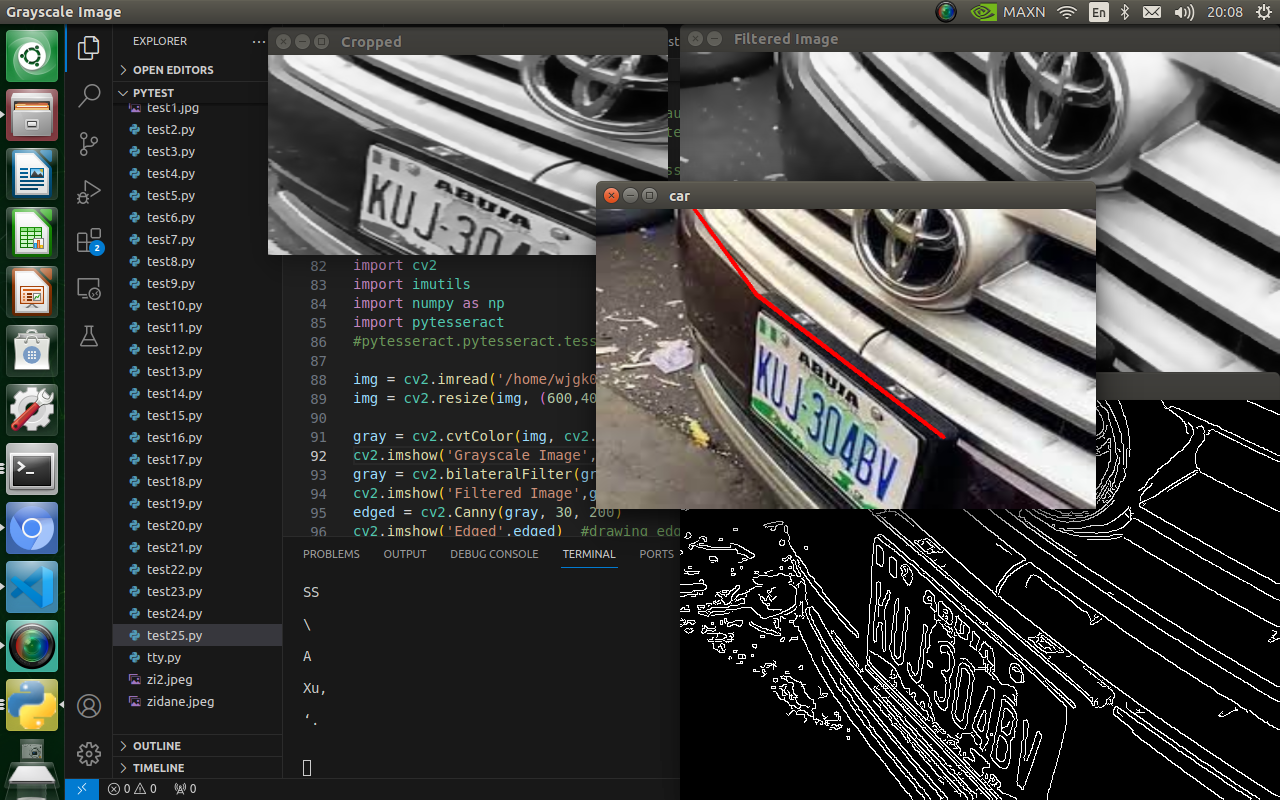 Grayscale Image
MAXN
En
20:08
EXPLORER
OPEN EDITORS
PYTEST
test1.jpg
test2.py
test3.py
test4.py
test5.py
test6.py
test7.py
test8.py
test9.py
test10.py
test11.py
test12.py
test13.py
test14.py
test15.py
test16.py
test17.py
test18.py
test19.py
test20.py
test21.py
test22.py
test23.py
test24.py
test25.py
tty.py
zi2.jpeg
zidane.jpeg
OUTLINE
TIMELINE
2
0 0 0
Cropped
ABUJA
KUJ-304
Filtered Image
car
ABUJA
KUJ-304BV
82 import cv2
83 import imutils
84 import numpy as np
85 import pytesseract
86 #pytesseract.pytesseract.tess
87
88 img = cv2.imread('/home/wjgk0
89 img = cv2.resize(img, (600,40
90
91 gray = cv2.cvtColor(img, cv2.
92 cv2.imshow('Grayscale Image',
93 gray = cv2.bilateralFilter(gr
94 cv2.imshow('Filtered Image',g
95 edged = cv2.Canny(gray, 30, 200)
96 cv2.imshow('Edged',edged) #drawing edg
PROBLEMS
OUTPUT
DEBUG CONSOLE
TERMINAL
PORTS
SS
\
A
Xu,
‘.
KUJ-304BV